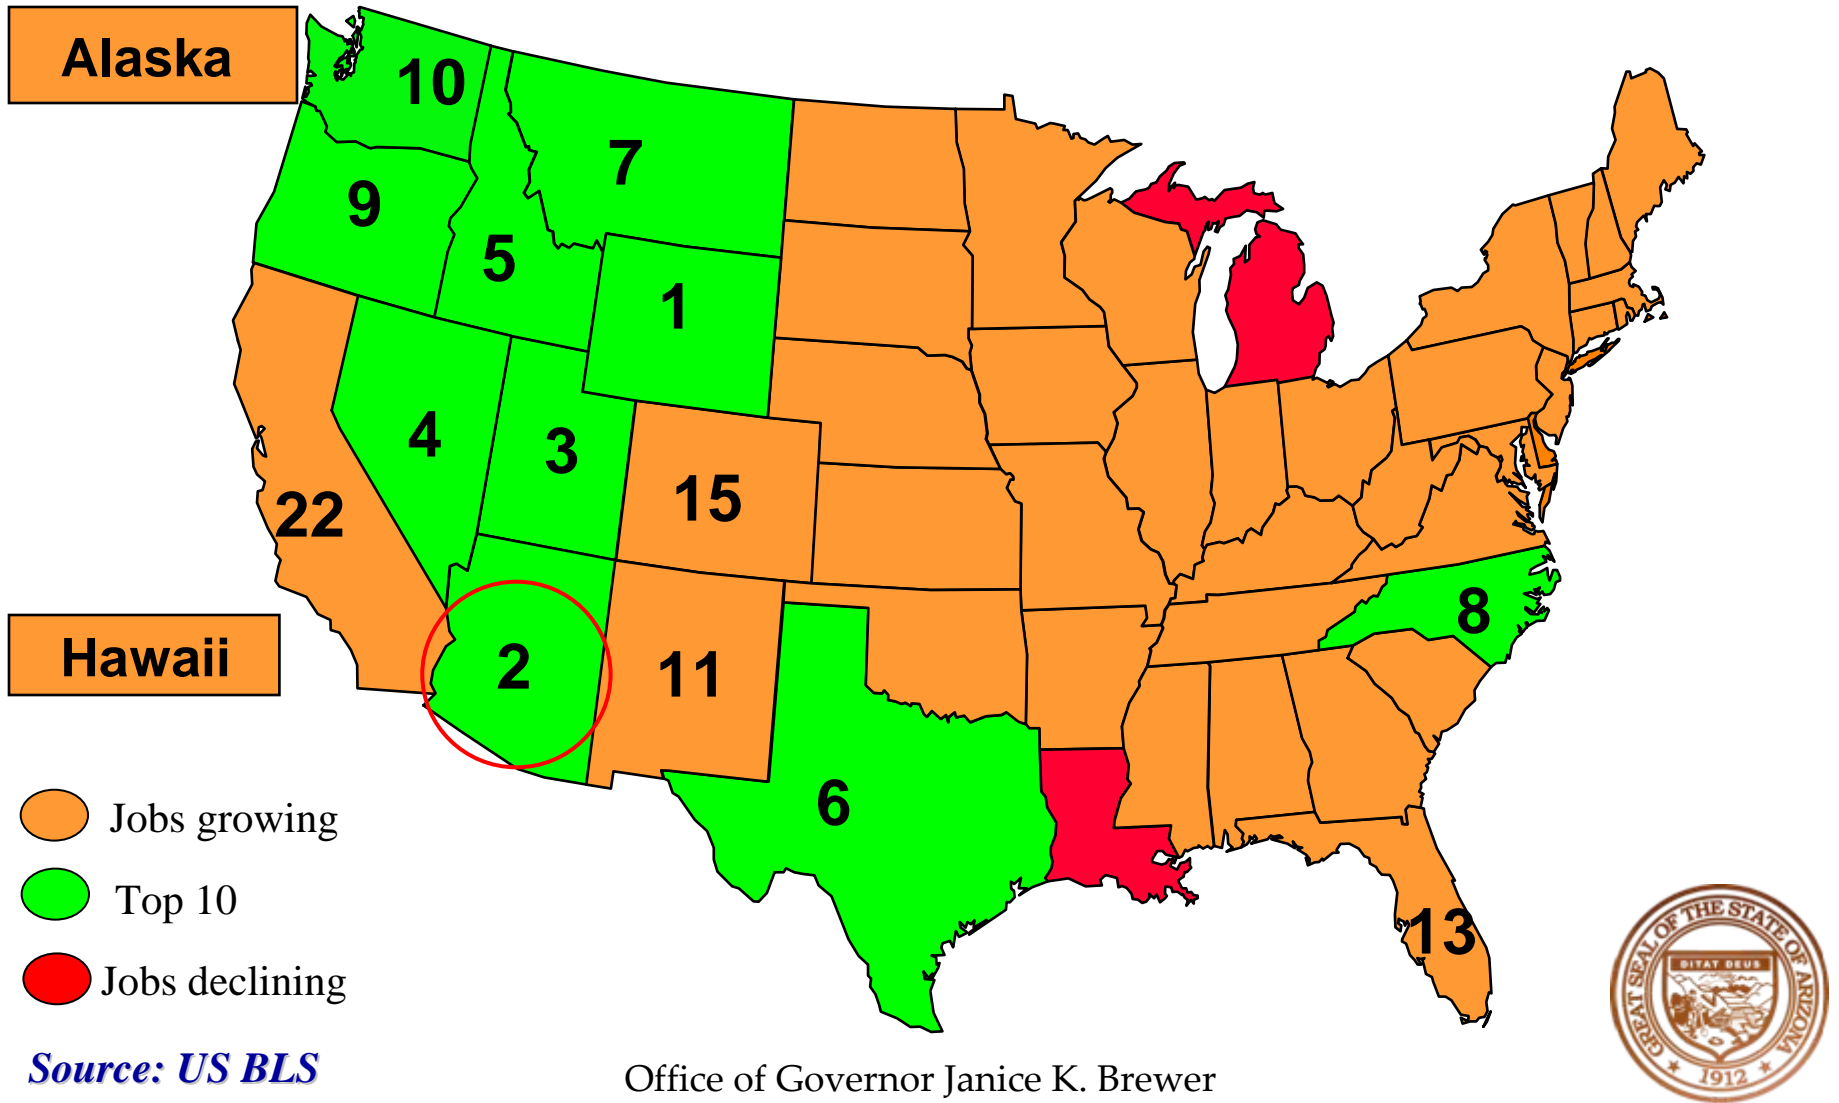 Alaska
10
7
9
5
1
4
3
15
22
8
Hawaii
2
11
6
Jobs growing
Top 10
13
Jobs declining
GREAT SEAL OF THE STATE OF ARIZONA
DITAT DEUS
1912
Source: US BLS
Office of Governor Janice K. Brewer